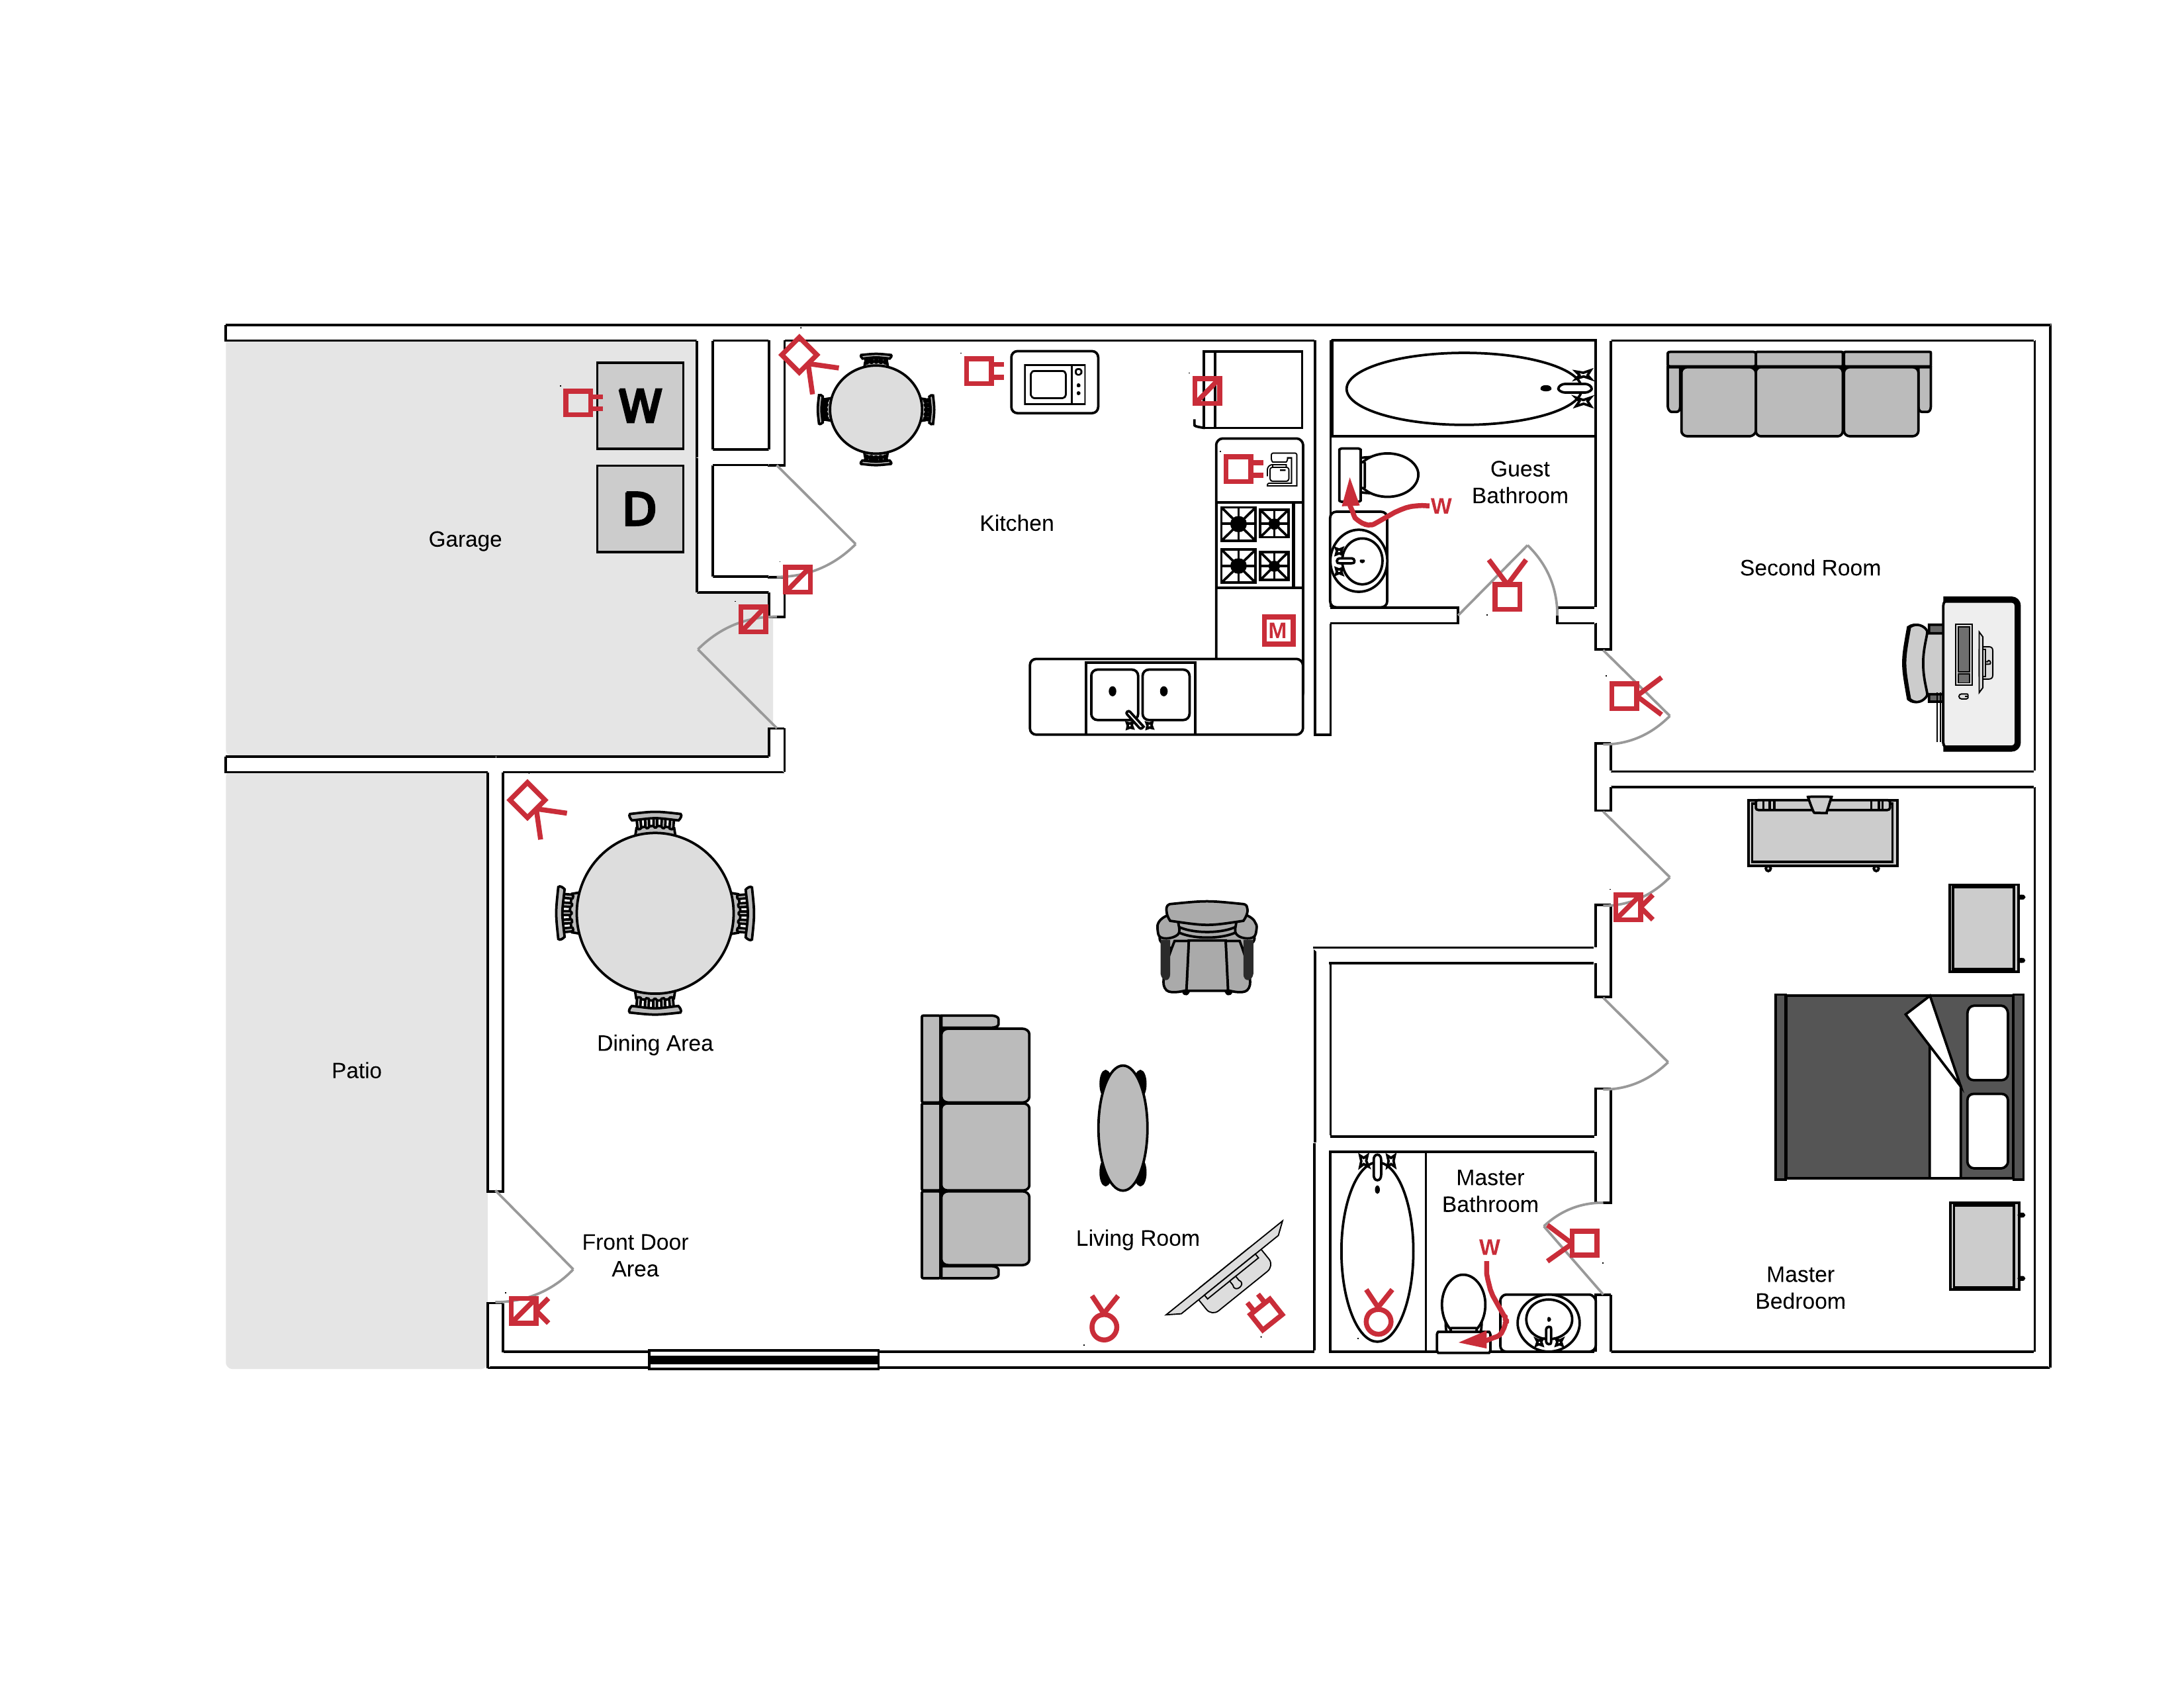 W
D
Garage
Kitchen
M
Guest
Bathroom
W
Second Room
Dining Area
Patio
Front Door
Area
Living Room
Master
Bathroom
W
Master
Bedroom